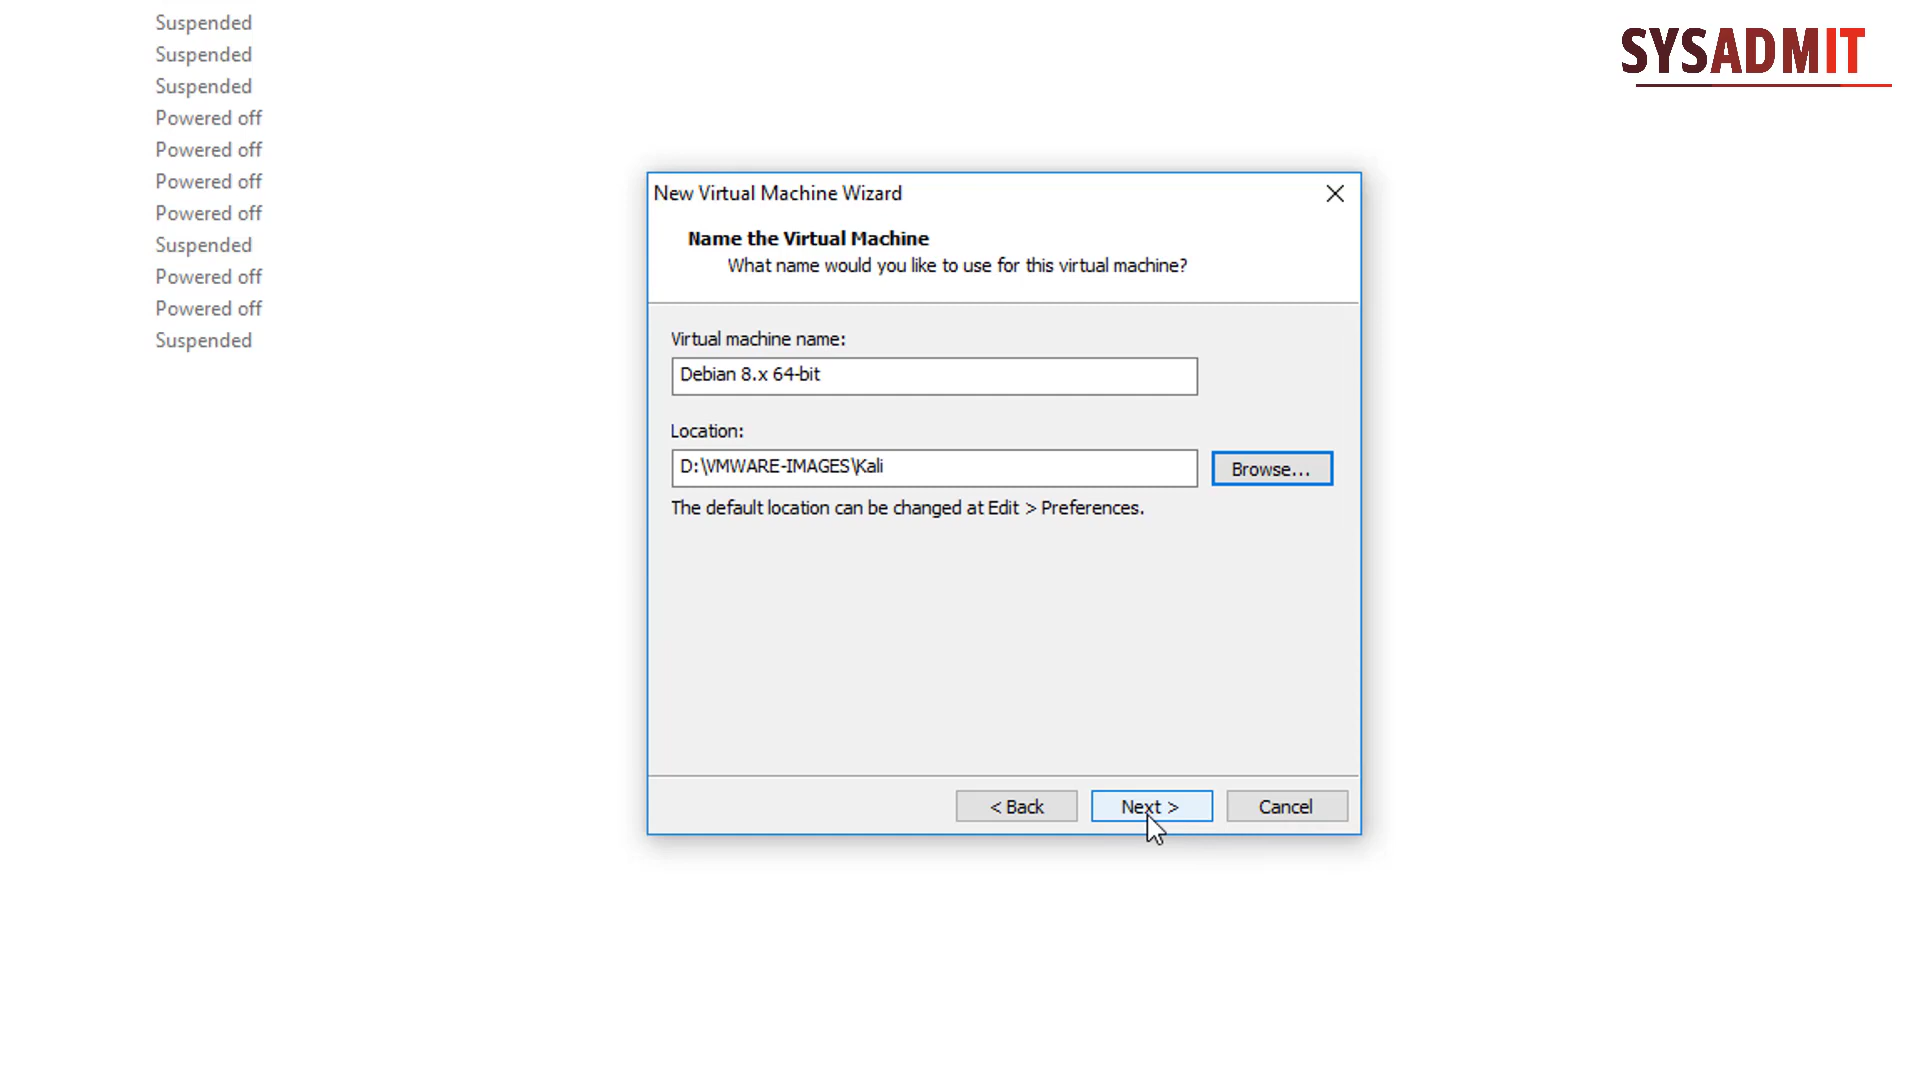 Suspended
Suspended
Suspended
Powered off
Powered off
Powered off
Powered off
Suspended
Powered off
Powered off
Suspended
SYSADMIT
New Virtual Machine Wizard
Name the Virtual Machine
What name would you like to use for this virtual machine?
Virtual machine name:
Debian 8.x 64-bit
Location:
D:\VMWARE-IMAGES\Kali
Browse...
The default location can be changed at Edit > Preferences.
< Back
Next >
Cancel